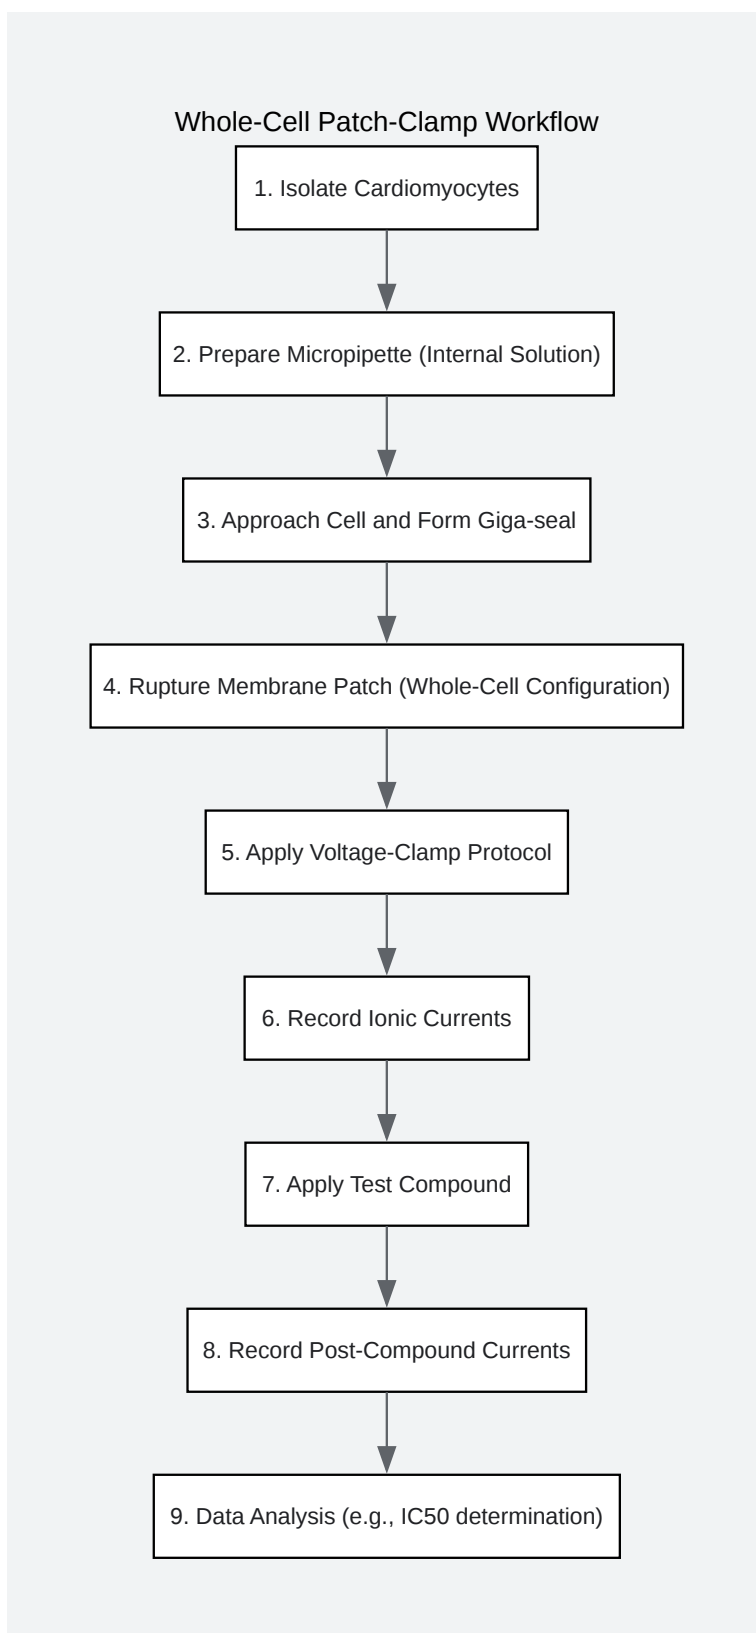 Whole-Cell Patch-Clamp Workflow
1. Isolate Cardiomyocytes
2. Prepare Micropipette (Internal Solution)
3. Approach Cell and Form Giga-seal
4. Rupture Membrane Patch (Whole-Cell Configuration)
5. Apply Voltage-Clamp Protocol
6. Record Ionic Currents
7. Apply Test Compound
8. Record Post-Compound Currents
9. Data Analysis (e.g., IC50 determination)